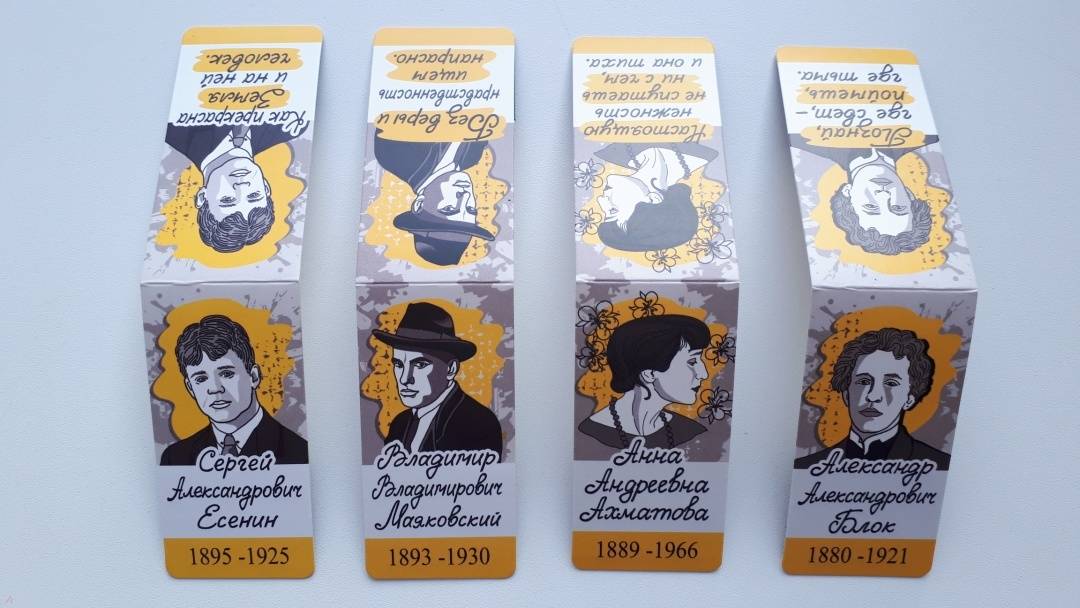 Как прекрасна
Земля
и на ней
человек.
Сергей
Александрович
Есенин
1895 -1925
Без веры и
нравственность
ищем
напрасно.
Владимир
Владимирович
Маяковский
1893 -1930
Настоящую
нежность
не спутаешь
ни с чем,
и она тиха.
Анна
Андреевна
Ахматова
1889 -1966
Познай,
где свет, –
поймешь,
где тьма.
Александр
Александрович
Блок
1880 -1921